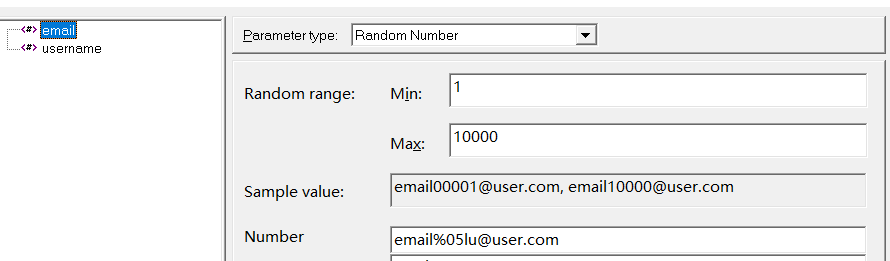 <#> email
<#> username
Parameter type: Random Number
Random range: Min: 1
Max: 10000
Sample value: email00001@user.com, email10000@user.com
Number email%05lu@user.com